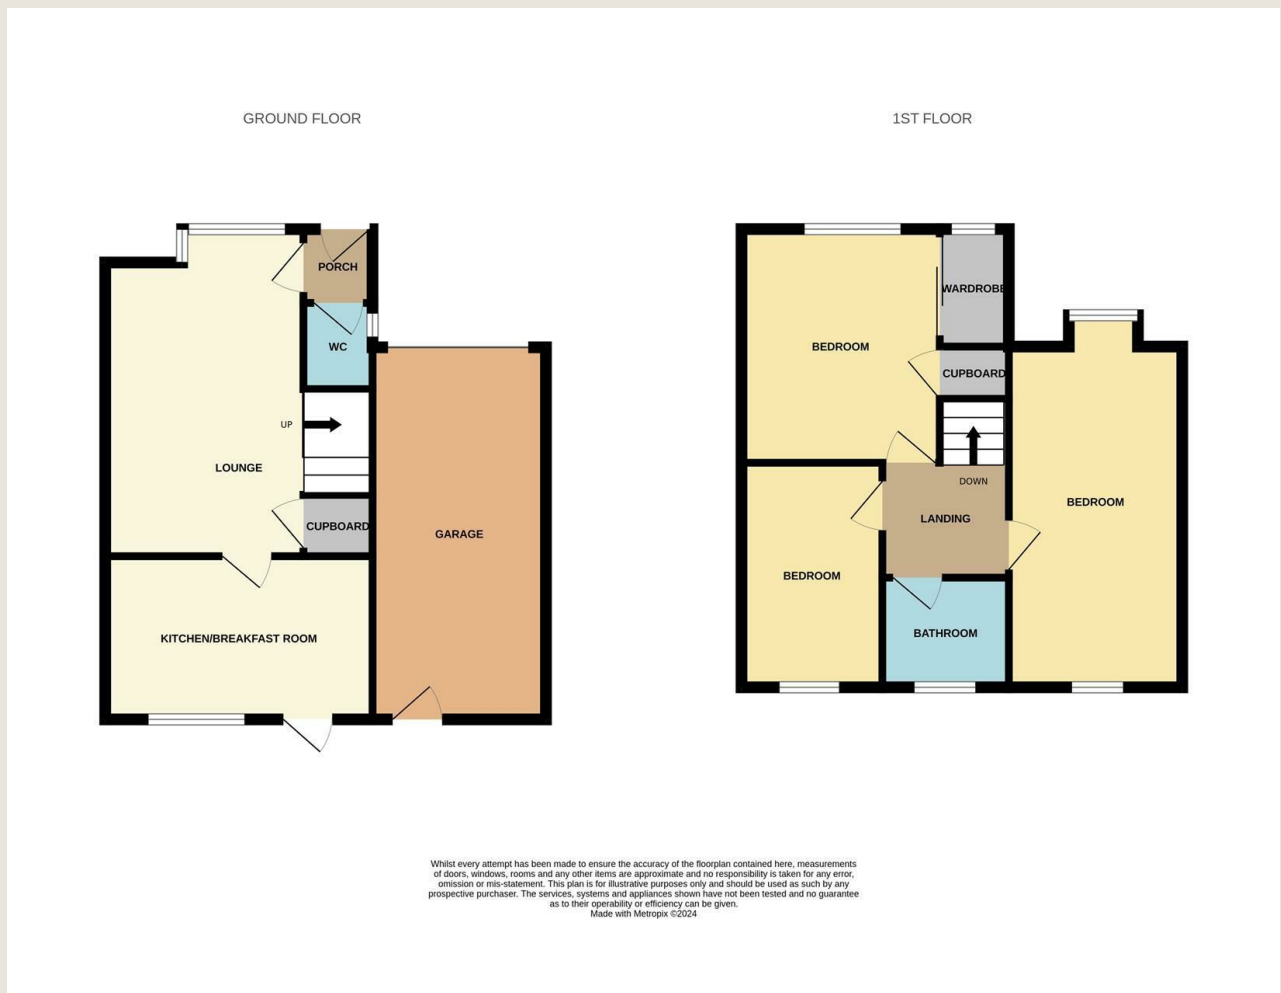 GROUND FLOOR
PORCH
WC
UP
LOUNGE
CUPBOARD
GARAGE
KITCHEN/BREAKFAST ROOM
1ST FLOOR
WARDROBE
BEDROOM
CUPBOARD
DOWN
BEDROOM
LANDING
BEDROOM
BATHROOM
Whilst every attempt has been made to ensure the accuracy of the floorplan contained here, measurements
of doors, windows, rooms and any other items are approximate and no responsibility is taken for any error,
omission or mis-statement. This plan is for illustrative purposes only and should be used as such by any
prospective purchaser. The services, systems and appliances shown have not been tested and no guarantee
as to their operability or efficiency can be given.
Made with Metropix ©2024